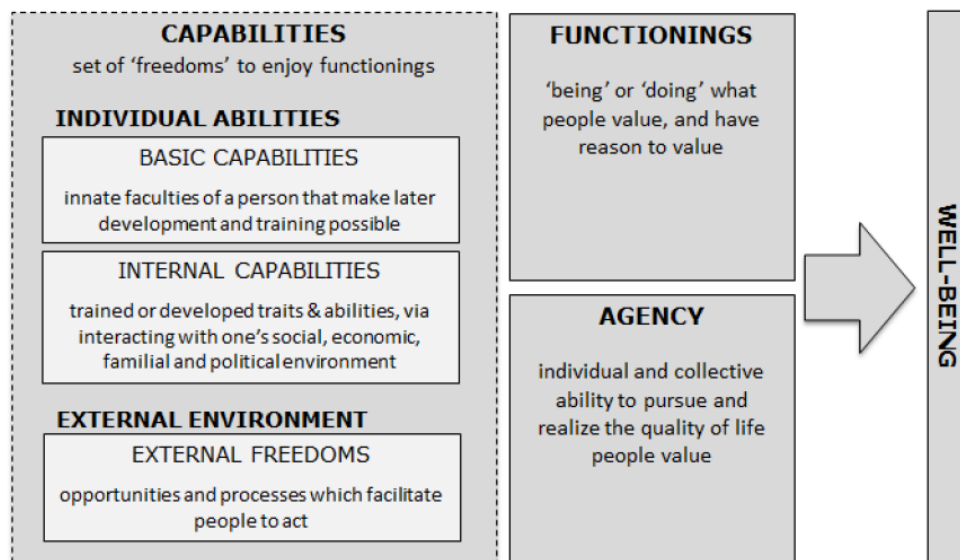 CAPABILITIES
set of ‘freedoms’ to enjoy functionings
INDIVIDUAL ABILITIES
BASIC CAPABILITIES
innate faculties of a person that make later
development and training possible
INTERNAL CAPABILITIES
trained or developed traits & abilities, via
interacting with one’s social, economic,
familial and political environment
EXTERNAL ENVIRONMENT
EXTERNAL FREEDOMS
opportunities and processes which facilitate
people to act
FUNCTIONINGS
‘being’ or ‘doing’ what
people value, and have
reason to value
AGENCY
individual and collective
ability to pursue and
realize the quality of life
people value
WELL-BEING